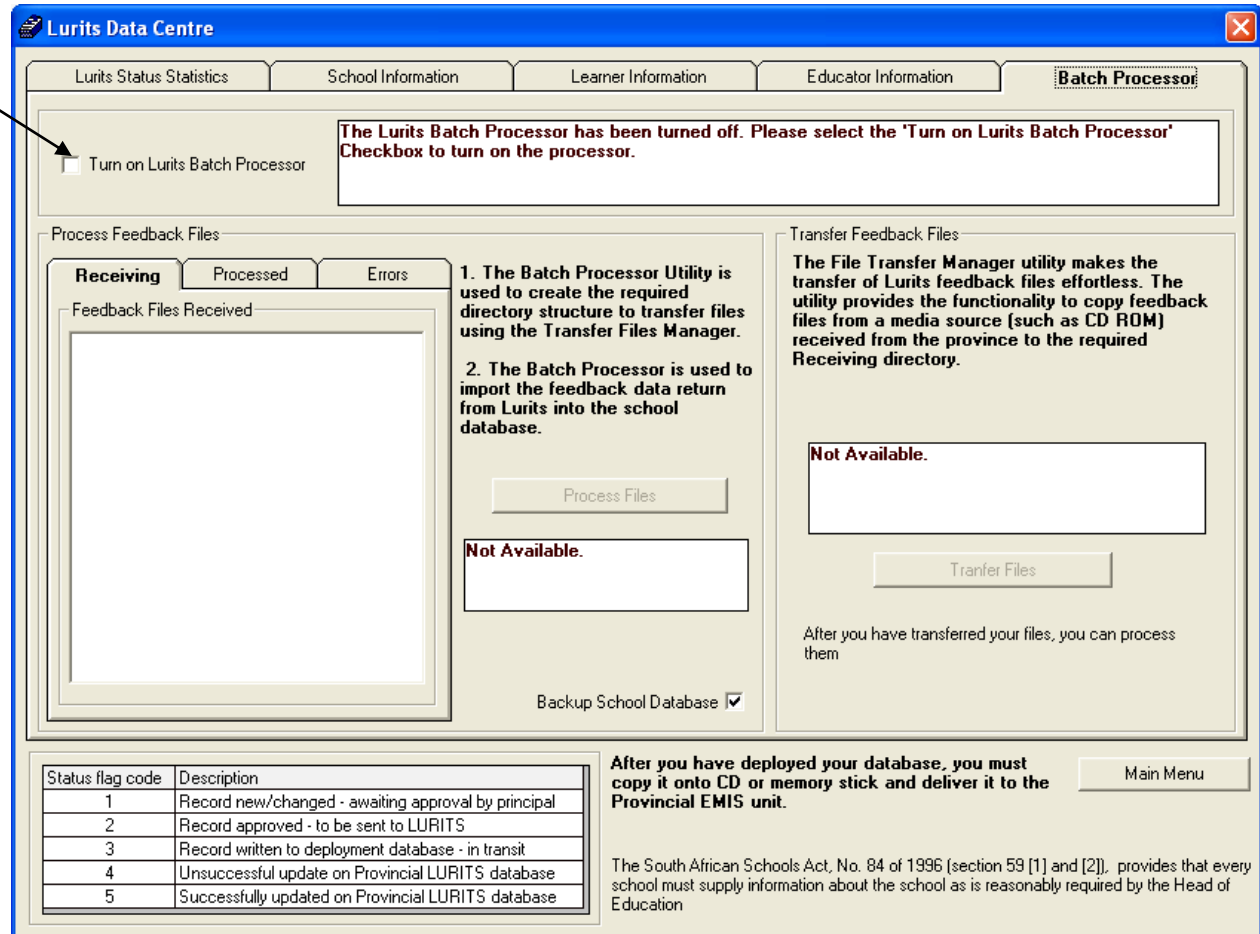 Lurits Data Centre
Lurits Status Statistics
School Information
Learner Information
Educator Information
Batch Processor
Turn on Lurits Batch Processor
The Lurits Batch Processor has been turned off. Please select the 'Turn on Lurits Batch Processor'
Checkbox to turn on the processor.
Process Feedback Files
Receiving
Processed
Errors
Feedback Files Received
1. The Batch Processor Utility is
used to create the required
directory structure to transfer files
using the Transfer Files Manager.
2. The Batch Processor is used to
import the feedback data return
from Lurits into the school
database.
Process Files
Not Available.
Backup School Database
Transfer Feedback Files
The File Transfer Manager utility makes the
transfer of Lurits feedback files effortless. The
utility provides the functionality to copy feedback
files from a media source (such as CD ROM)
received from the province to the required
Receiving directory.
Not Available.
Tranfer Files
After you have transferred your files, you can process
them
Status flag code Description
1 Record new/changed - awaiting approval by principal
2 Record approved - to be sent to LURITS
3 Record written to deployment database - in transit
4 Unsuccessful update on Provincial LURITS database
5 Successfully updated on Provincial LURITS database
After you have deployed your database, you must
copy it onto CD or memory stick and deliver it to the
Provincial EMIS unit.
Main Menu
The South African Schools Act, No. 84 of 1996 (section 59 [1] and [2]), provides that every
school must supply information about the school as is reasonably required by the Head of
Education